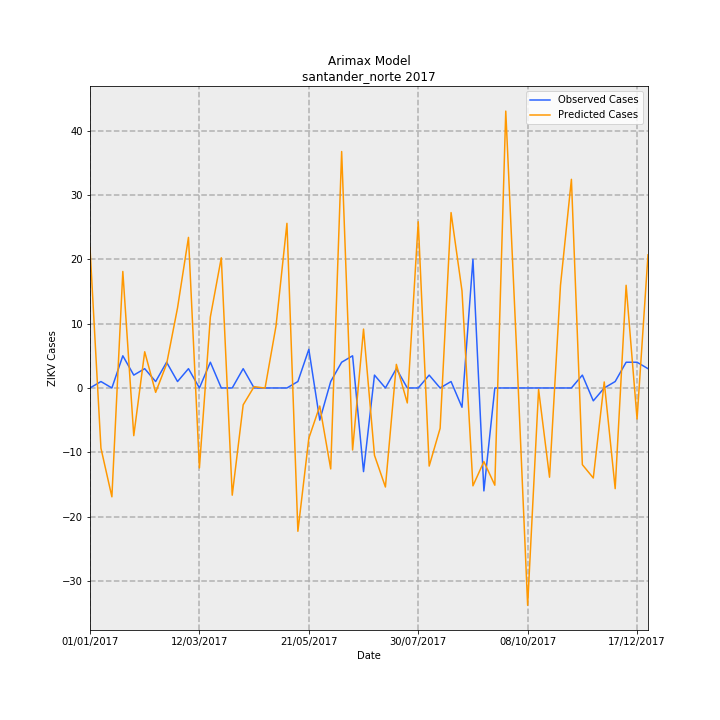 Arimax Model
santander_norte 2017
Observed Cases
Predicted Cases
ZIKV Cases
40
30
20
10
0
−10
−20
−30
01/01/2017 12/03/2017 21/05/2017 30/07/2017 08/10/2017 17/12/2017
Date